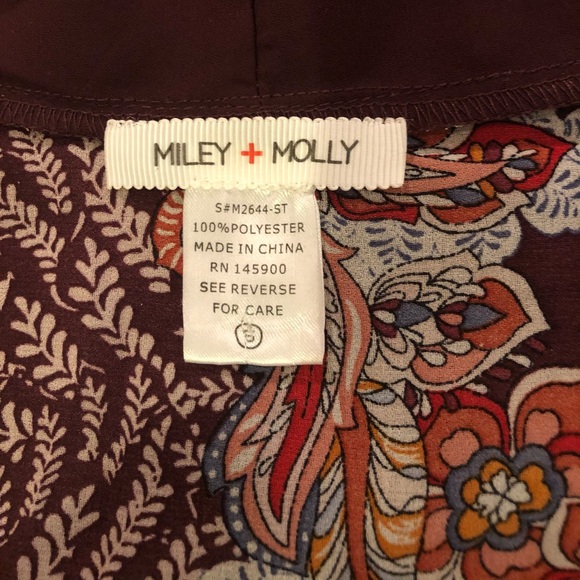 MILEY + MOLLY
S#M2644-ST
100%POLYESTER
MADE IN CHINA
RN 145900
SEE REVERSE
FOR CARE
S